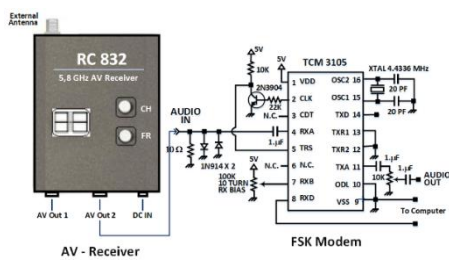 External
Antenna
RC 832
5,8 GHz AV Receiver
CH
FR
AV Out 1
AV Out 2
DC IN
AV - Receiver
AUDIO
IN
10 Ω
1N914 X 2
5V
10K
2N3904
22K
N.C.
1 µF
N.C.
5V
100K
10 TURN
RX BIAS
5V
TCM 3105
1 VDD
2 CLK
3 CDT
4 RXA
5 TRS
6 N.C.
7 RXB
8 RXD
OSC2 16
OSC1 15
TXD 14
TXR1 13
TXR2 12
TXA 11
ODL 10
VSS 9
XTAL 4.4336 MHz
20 PF
20 PF
1.µF
10K
1.µF
AUDIO
OUT
To Computer
FSK Modem